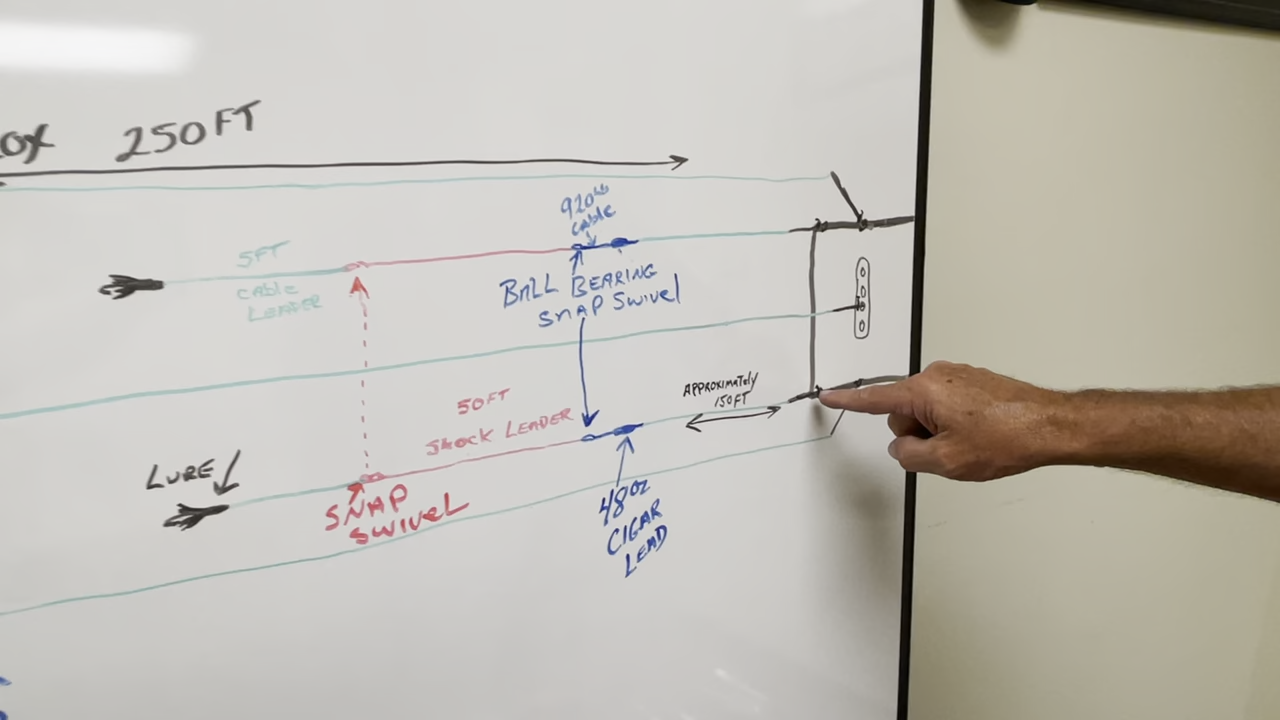 250FT
920LB
cable
5FT
CABLE
LEADER
BALL BEARING
SNAP SWIVEL
APPROXIMATELY
150FT
50FT
SHOCK LEADER
LURE
SNAP
SWIVEL
48OZ
CIGAR
LEAD